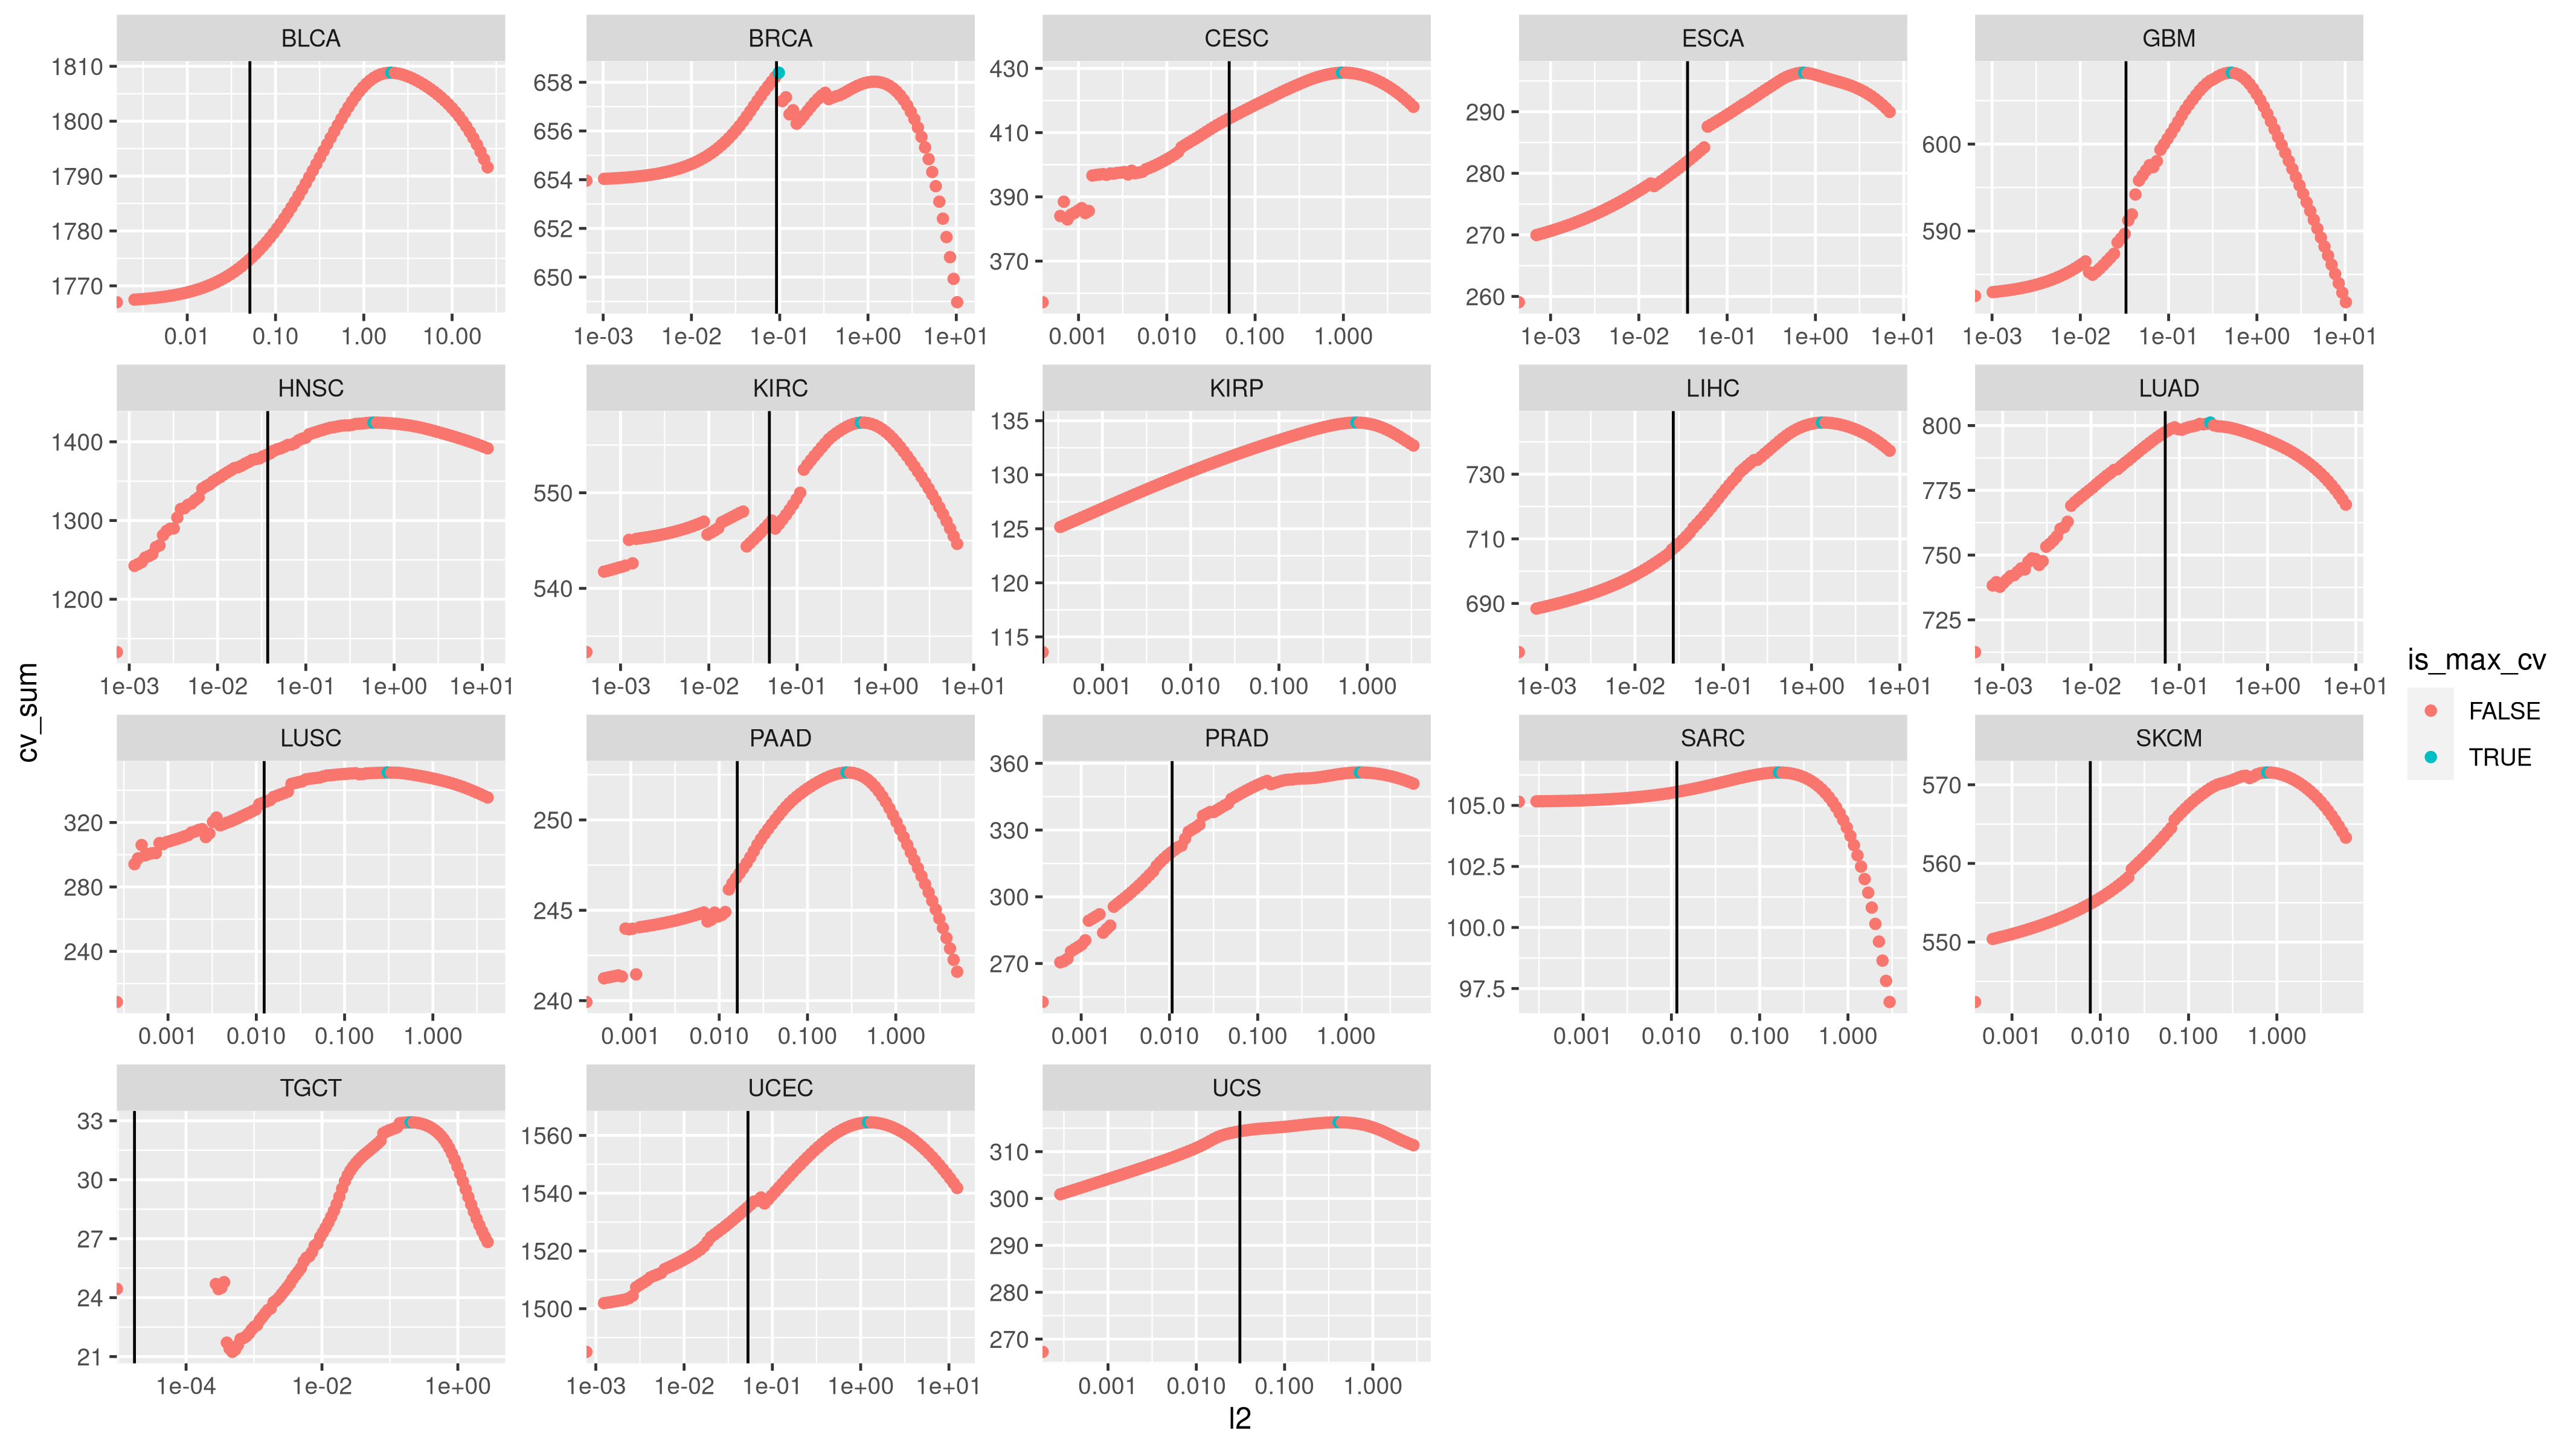 BLCA BRCA CESC ESCA GBM
1810
1800
1790
1780
1770
0.01 0.10 1.00 10.00
658
656
654
652
650
1e-03 1e-02 1e-01 1e+00 1e+01
430
410
390
370
0.001 0.010 0.100 1.000
290
280
270
260
1e-03 1e-02 1e-01 1e+00 1e+01
600
590
1e-03 1e-02 1e-01 1e+00 1e+01
HNSC KIRC KIRP LIHC LUAD
1400
1300
1200
1e-03 1e-02 1e-01 1e+00 1e+01
550
540
1e-03 1e-02 1e-01 1e+00 1e+01
135
130
125
120
115
0.001 0.010 0.100 1.000
730
710
690
1e-03 1e-02 1e-01 1e+00 1e+01
800
775
750
725
1e-03 1e-02 1e-01 1e+00 1e+01
LUSC PAAD PRAD SARC SKCM
320
280
240
0.001 0.010 0.100 1.000
250
245
240
0.001 0.010 0.100 1.000
360
330
300
270
0.001 0.010 0.100 1.000
105.0
102.5
100.0
97.5
0.001 0.010 0.100 1.000
570
560
550
0.001 0.010 0.100 1.000
TGCT UCEC UCS
33
30
27
24
21
1e-04 1e-02 1e+00
1560
1540
1520
1500
1e-03 1e-02 1e-01 1e+00 1e+01
310
300
290
280
270
0.001 0.010 0.100 1.000
cv_sum
l2
is_max_cv
FALSE
TRUE